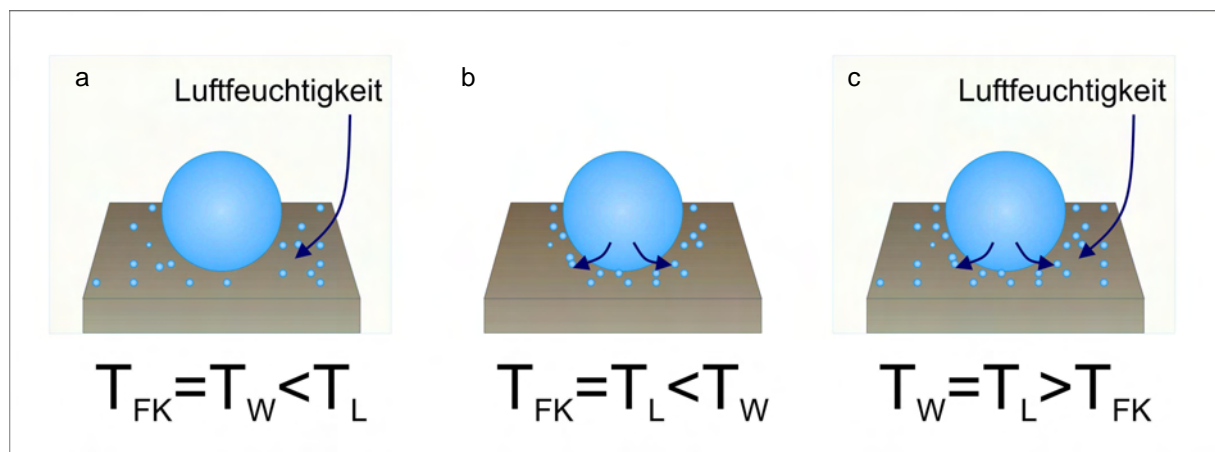 a
Luftfeuchtigkeit
T_FK=T_W<T_L
b
T_FK=T_L<T_W
c
Luftfeuchtigkeit
T_W=T_L>T_FK